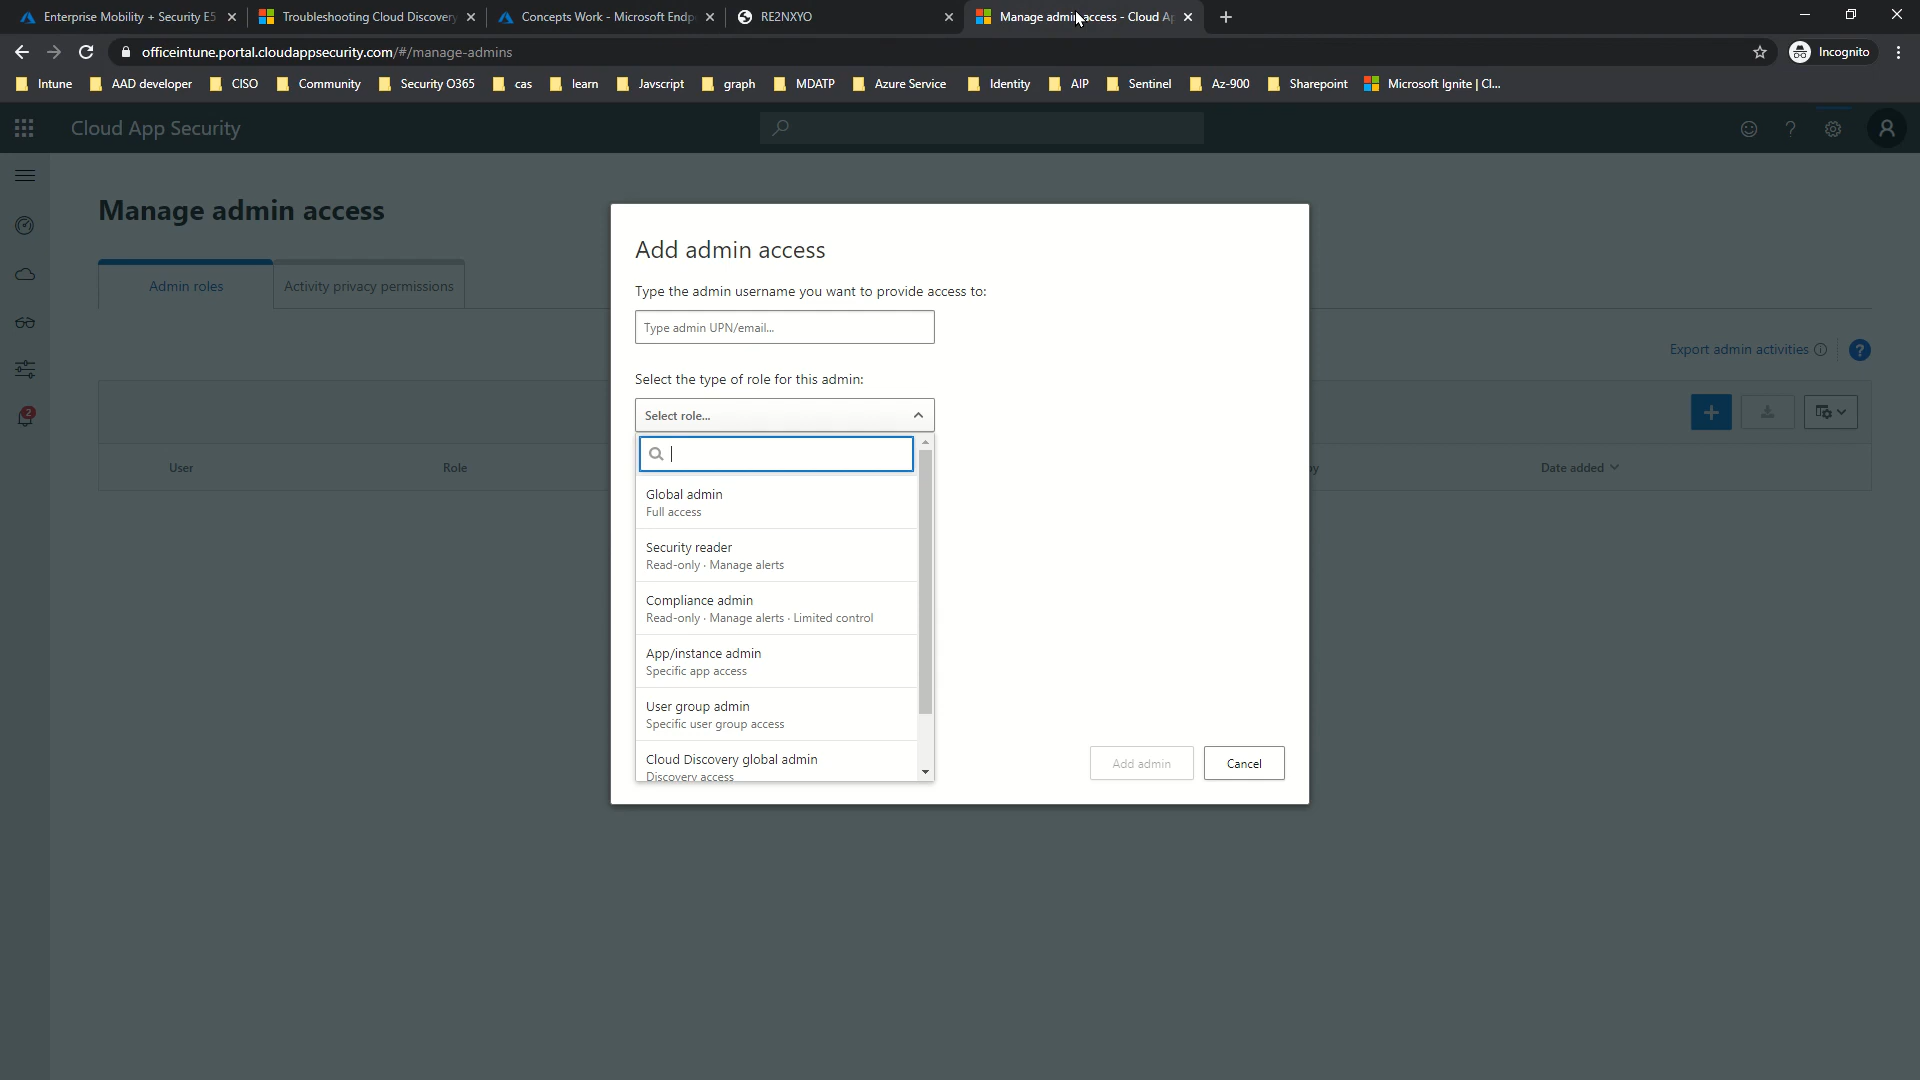 Enterprise Mobility + Security E5
Troubleshooting Cloud Discovery
Concepts Work - Microsoft Endp
RE2NXYO
Manage admin access - Cloud Ap
officeintune.portal.cloudappsecurity.com/#/manage-admins
Incognito
Intune
AAD developer
CISO
Community
Security O365
cas
learn
Javscript
graph
MDATP
Azure Service
Identity
AIP
Sentinel
Az-900
Sharepoint
Microsoft Ignite | Cl...
Cloud App Security
?
Manage admin access
Admin roles
Activity privacy permissions
Export admin activities
?
2
User
Role
Date added
Add admin access
Type the admin username you want to provide access to:
Type admin UPN/email...
Select the type of role for this admin:
Select role...
Global admin
Full access
Security reader
Read-only · Manage alerts
Compliance admin
Read-only · Manage alerts · Limited control
App/instance admin
Specific app access
User group admin
Specific user group access
Cloud Discovery global admin
Discovery access
Add admin
Cancel